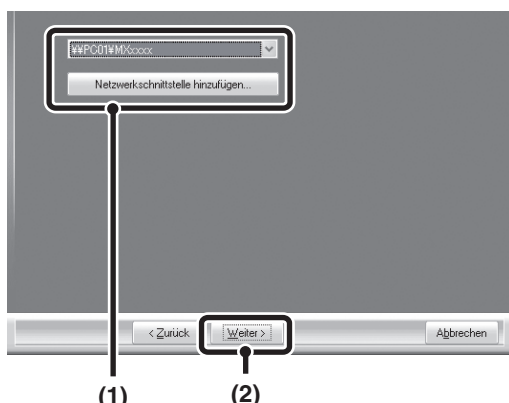 ¥¥PC01¥MXxxxx
Netzwerkschnittstelle hinzufügen...
< Zurück Weiter > Abbrechen
(1) (2)